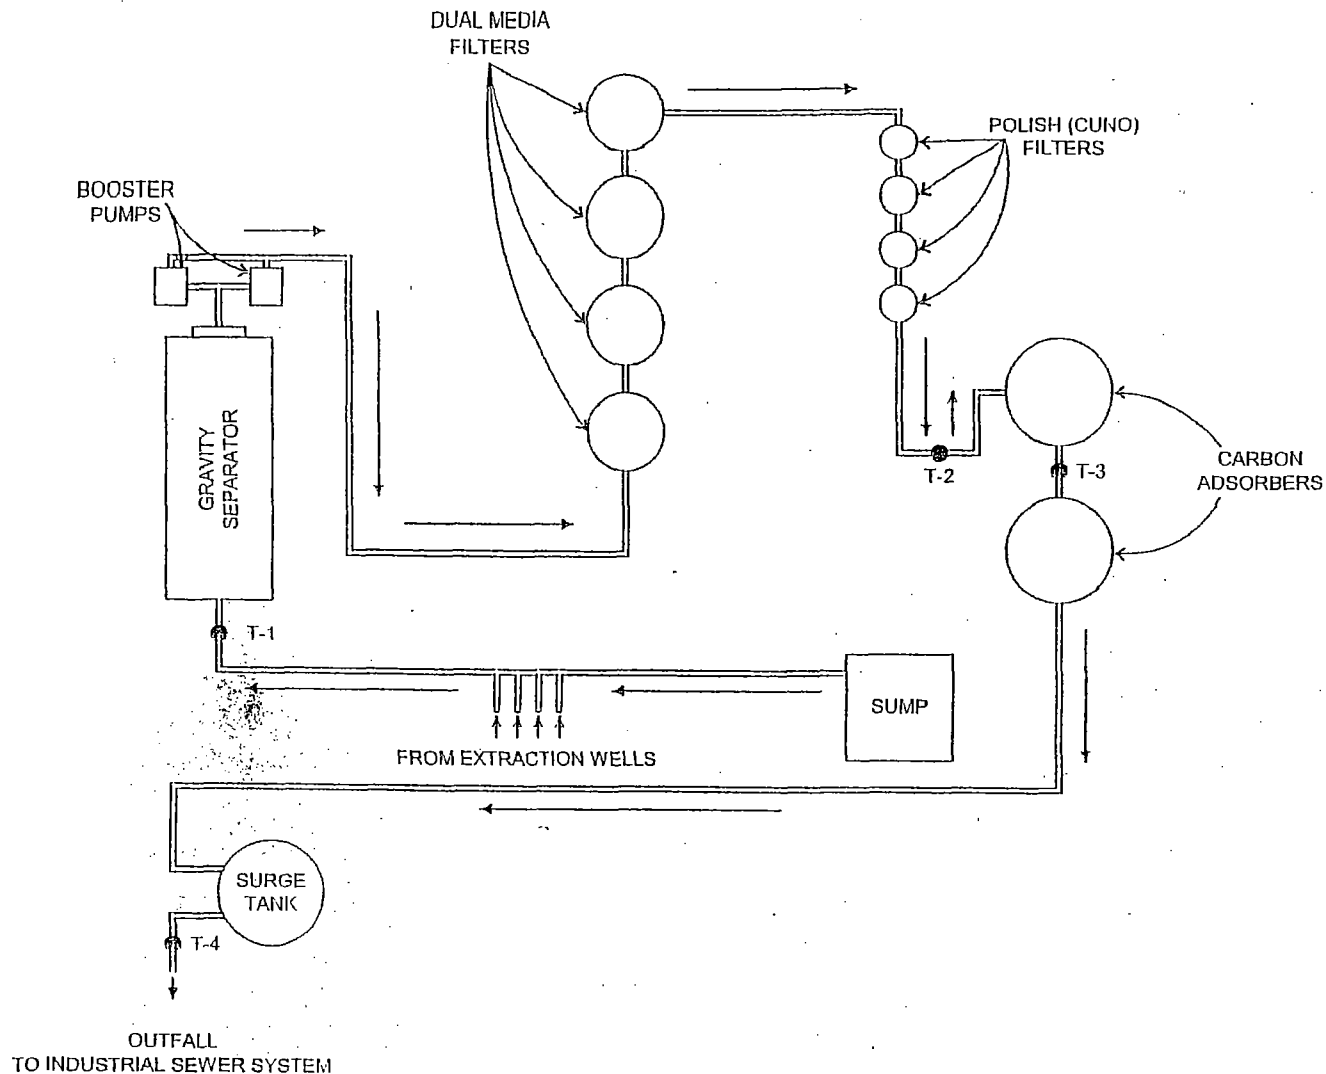 DUAL MEDIA
FILTERS
POLISH (CUNO)
FILTERS
BOOSTER
PUMPS
GRAVITY
SEPARATOR
T-2
T-3
CARBON
ADSORBERS
T-1
SUMP
FROM EXTRACTION WELLS
SURGE
TANK
T-4
OUTFALL
TO INDUSTRIAL SEWER SYSTEM